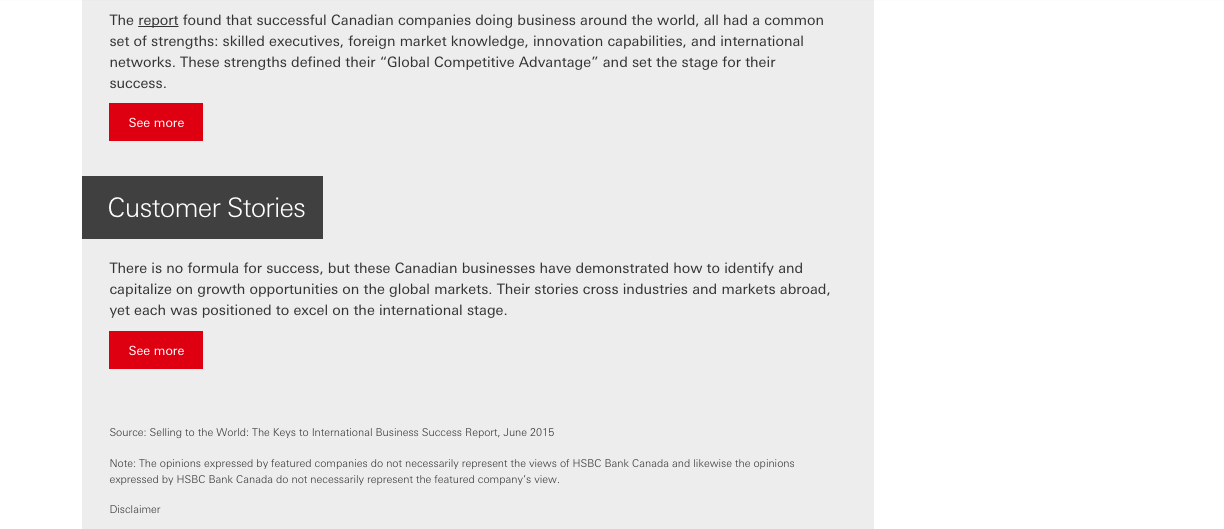 The report found that successful Canadian companies doing business around the world, all had a common
set of strengths: skilled executives, foreign market knowledge, innovation capabilities, and international
networks. These strengths defined their “Global Competitive Advantage” and set the stage for their
success.
See more
Customer Stories
There is no formula for success, but these Canadian businesses have demonstrated how to identify and
capitalize on growth opportunities on the global markets. Their stories cross industries and markets abroad,
yet each was positioned to excel on the international stage.
See more
Source: Selling to the World: The Keys to International Business Success Report, June 2015
Note: The opinions expressed by featured companies do not necessarily represent the views of HSBC Bank Canada and likewise the opinions
expressed by HSBC Bank Canada do not necessarily represent the featured company's view.
Disclaimer